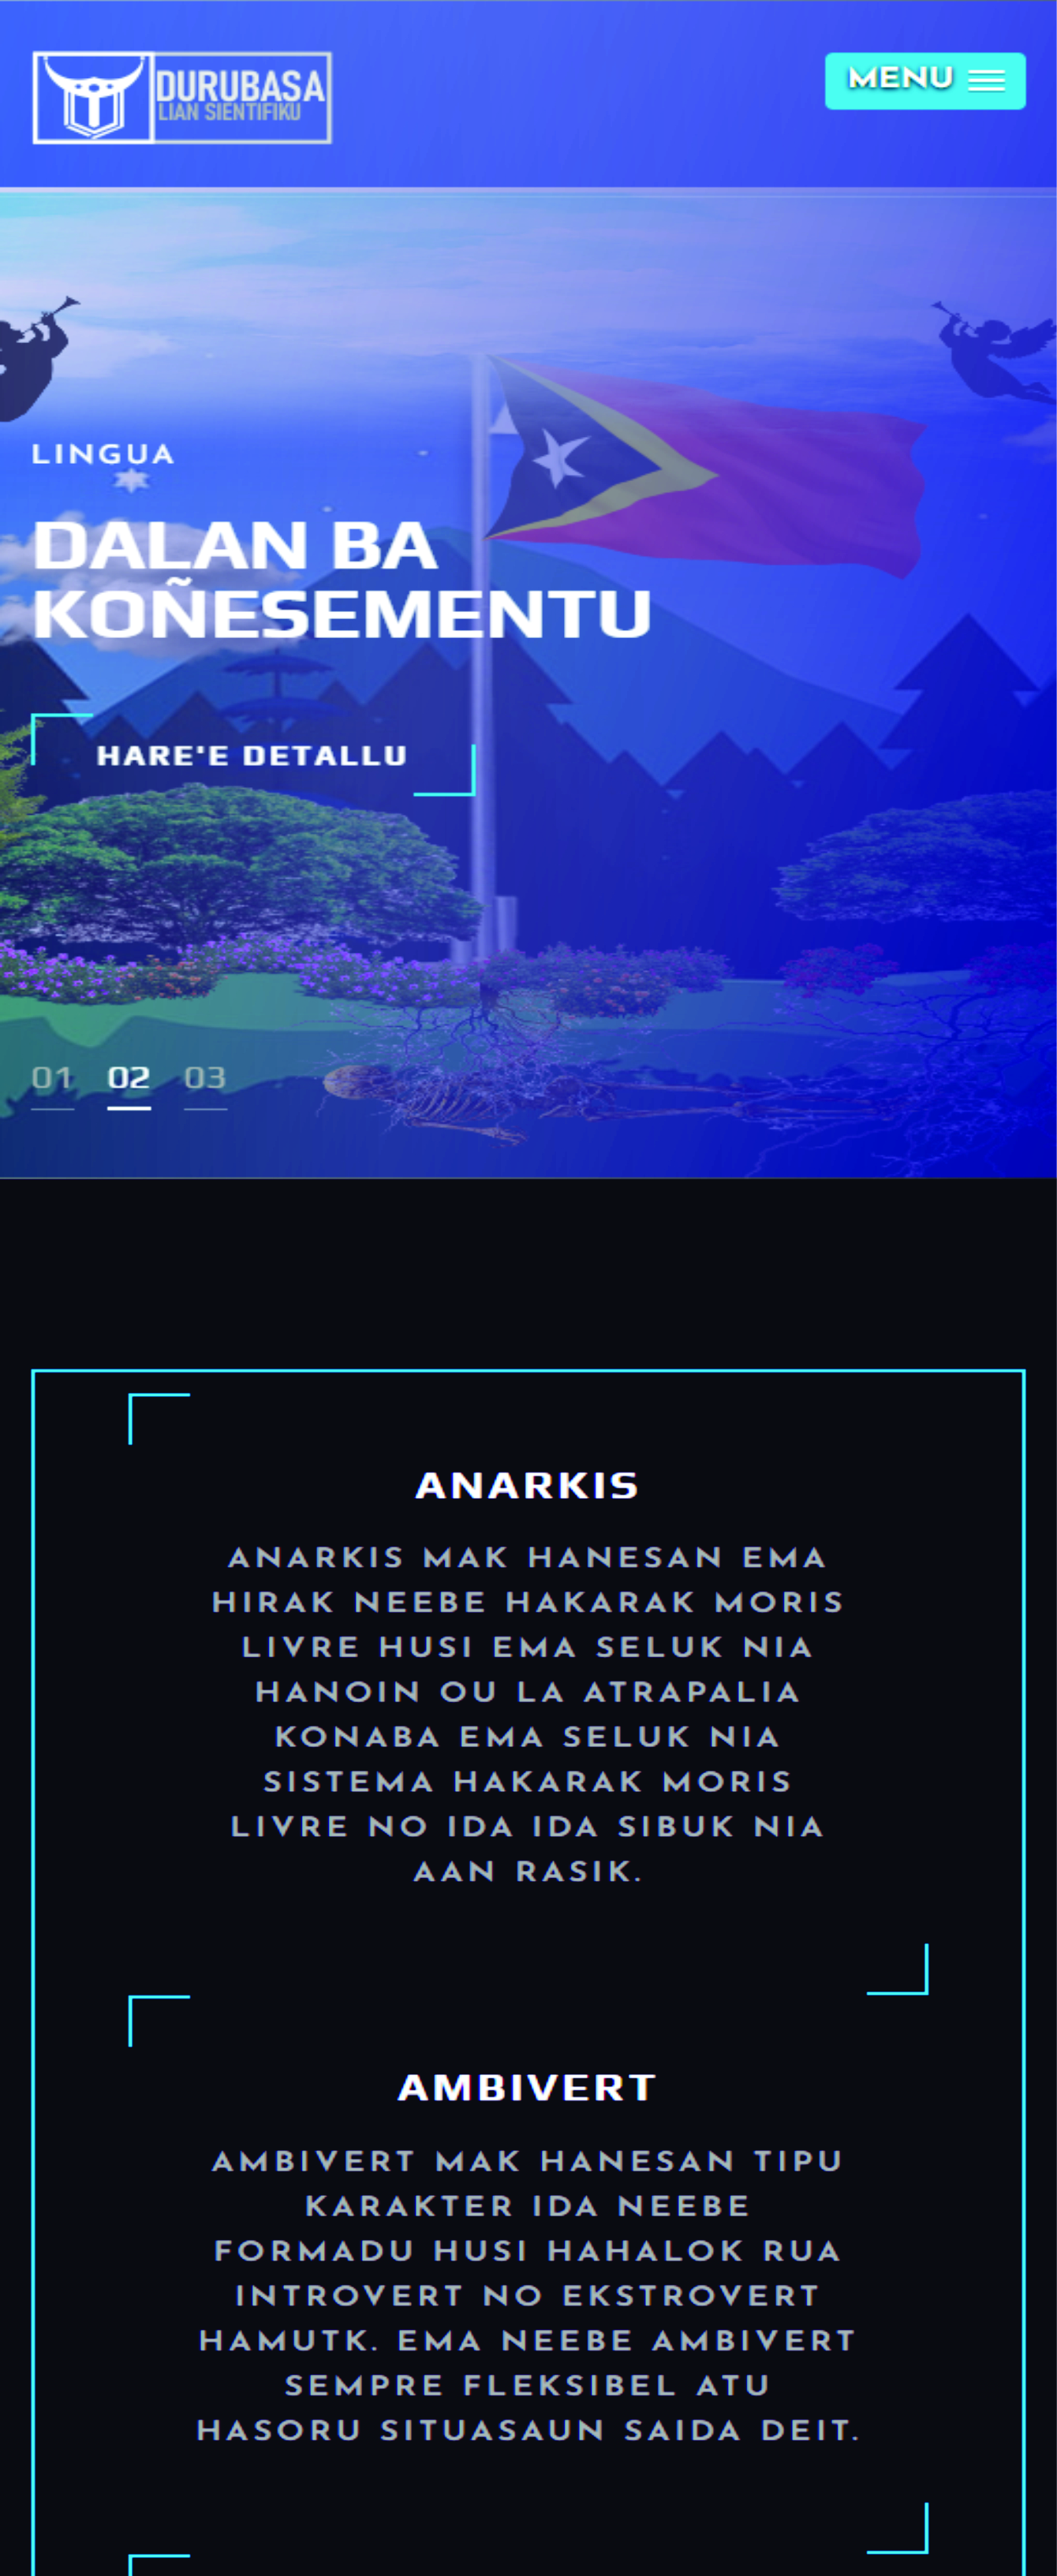 DURUBASA
LIAN SIENTIFIKU
MENU
LINGUA
DALAN BA
KOÑESEMENTU
HARE'E DETALLU
01 02 03
ANARKIS
ANARKIS MAK HANESAN EMA
HIRAK NEEBE HAKARAK MORIS
LIVRE HUSI EMA SELUK NIA
HANOIN OU LA ATRAPALIA
KONABA EMA SELUK NIA
SISTEMA HAKARAK MORIS
LIVRE NO IDA IDA SIBUK NIA
AAN RASIK.
AMBIVERT
AMBIVERT MAK HANESAN TIPU
KARAKTER IDA NEEBE
FORMADU HUSI HAHALOK RUA
INTROVERT NO EKSTROVERT
HAMUTK. EMA NEEBE AMBIVERT
SEMPRE FLEKSIBEL ATU
HASORU SITUASAUN SAIDA DEIT.